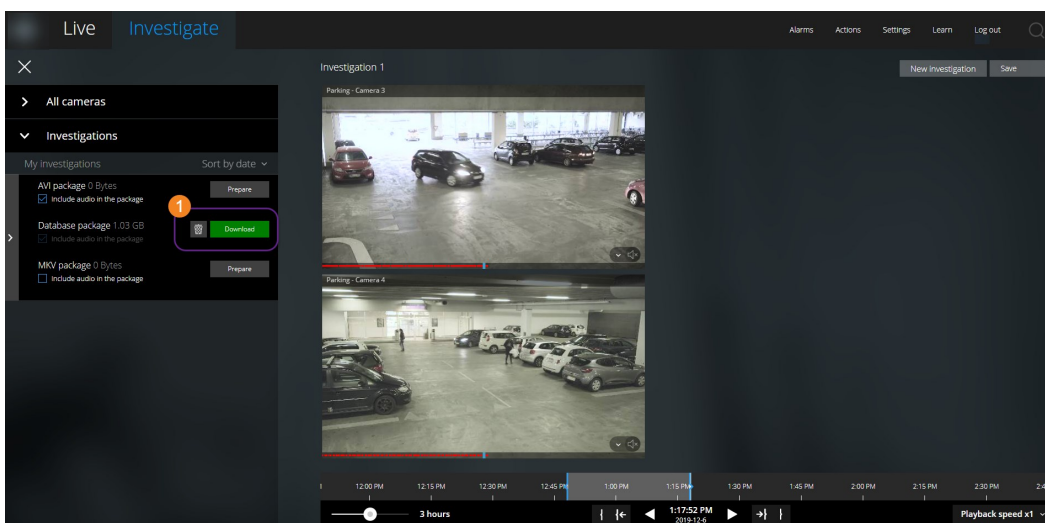 Live Investigate Alarms Actions Settings Learn Log out
Investigation 1 New investigation Save
All cameras
Investigations
My investigations Sort by date
AVI package 0 Bytes Prepare
Include audio in the package
1
Database package 1.03 GB Download
Include audio in the package
MKV package 0 Bytes Prepare
Include audio in the package
Parking - Camera 3
Parking - Camera 4
12:00 PM 12:15 PM 12:30 PM 12:45 PM 1:00 PM 1:15 PM 1:30 PM 1:45 PM 2:00 PM 2:15 PM 2:30 PM 2:4
3 hours 1:17:52 PM Playback speed x1
2019-12-6